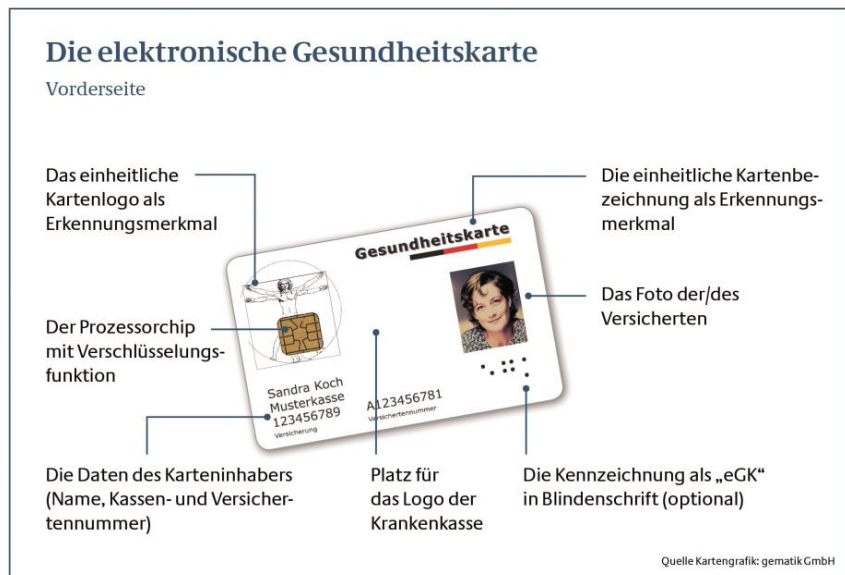 Die elektronische Gesundheitskarte
Vorderseite
Das einheitliche
Kartenlogo als
Erkennungsmerkmal
Die einheitliche Kartenbe-
zeichnung als Erkennungs-
merkmal
Gesundheitskarte
Das Foto der/des
Versicherten
Der Prozessorchip
mit Verschlüsselungs-
funktion
Sandra Koch
Musterkasse
123456789
Versicherung
A123456781
Versichertennummer
Die Daten des Karteninhabers
(Name, Kassen- und Versicher-
tennummer)
Platz für
das Logo der
Krankenkasse
Die Kennzeichnung als „eGK“
in Blindenschrift (optional)
Quelle Kartengrafik: gematik GmbH